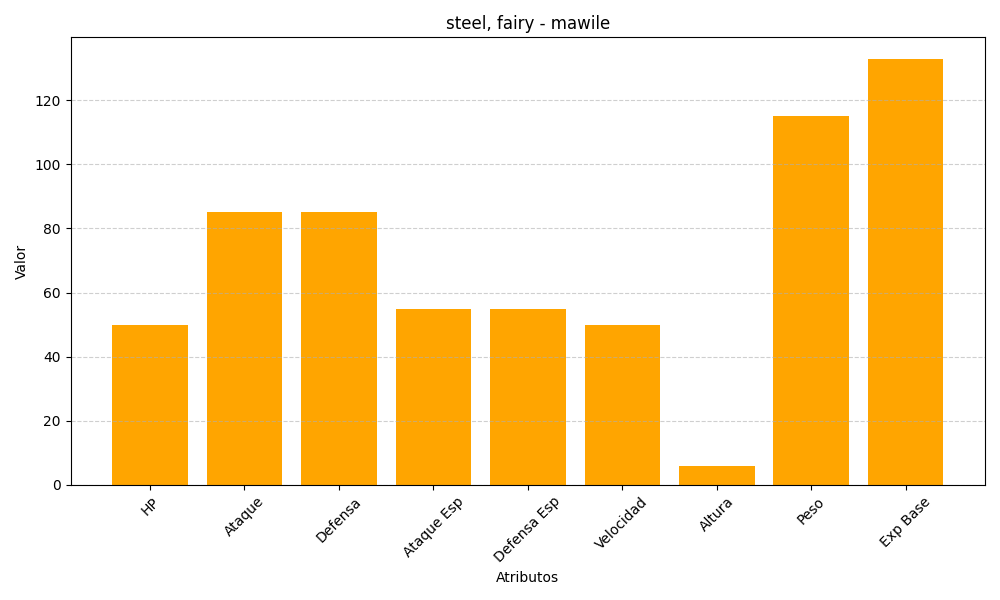 steel, fairy - mawile
Valor
120
100
80
60
40
20
0
HP
Ataque
Defensa
Ataque Esp
Defensa Esp
Velocidad
Altura
Peso
Exp Base
Atributos